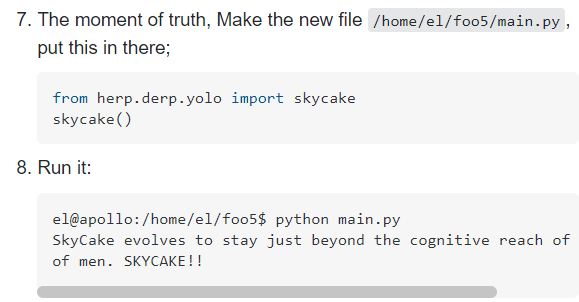 7. The moment of truth, Make the new file /home/el/foo5/main.py,
put this in there;
from herp.derp.yolo import skycake
skycake()
8. Run it:
el@apollo:/home/el/foo5$ python main.py
SkyCake evolves to stay just beyond the cognitive reach of
of men. SKYCAKE!!